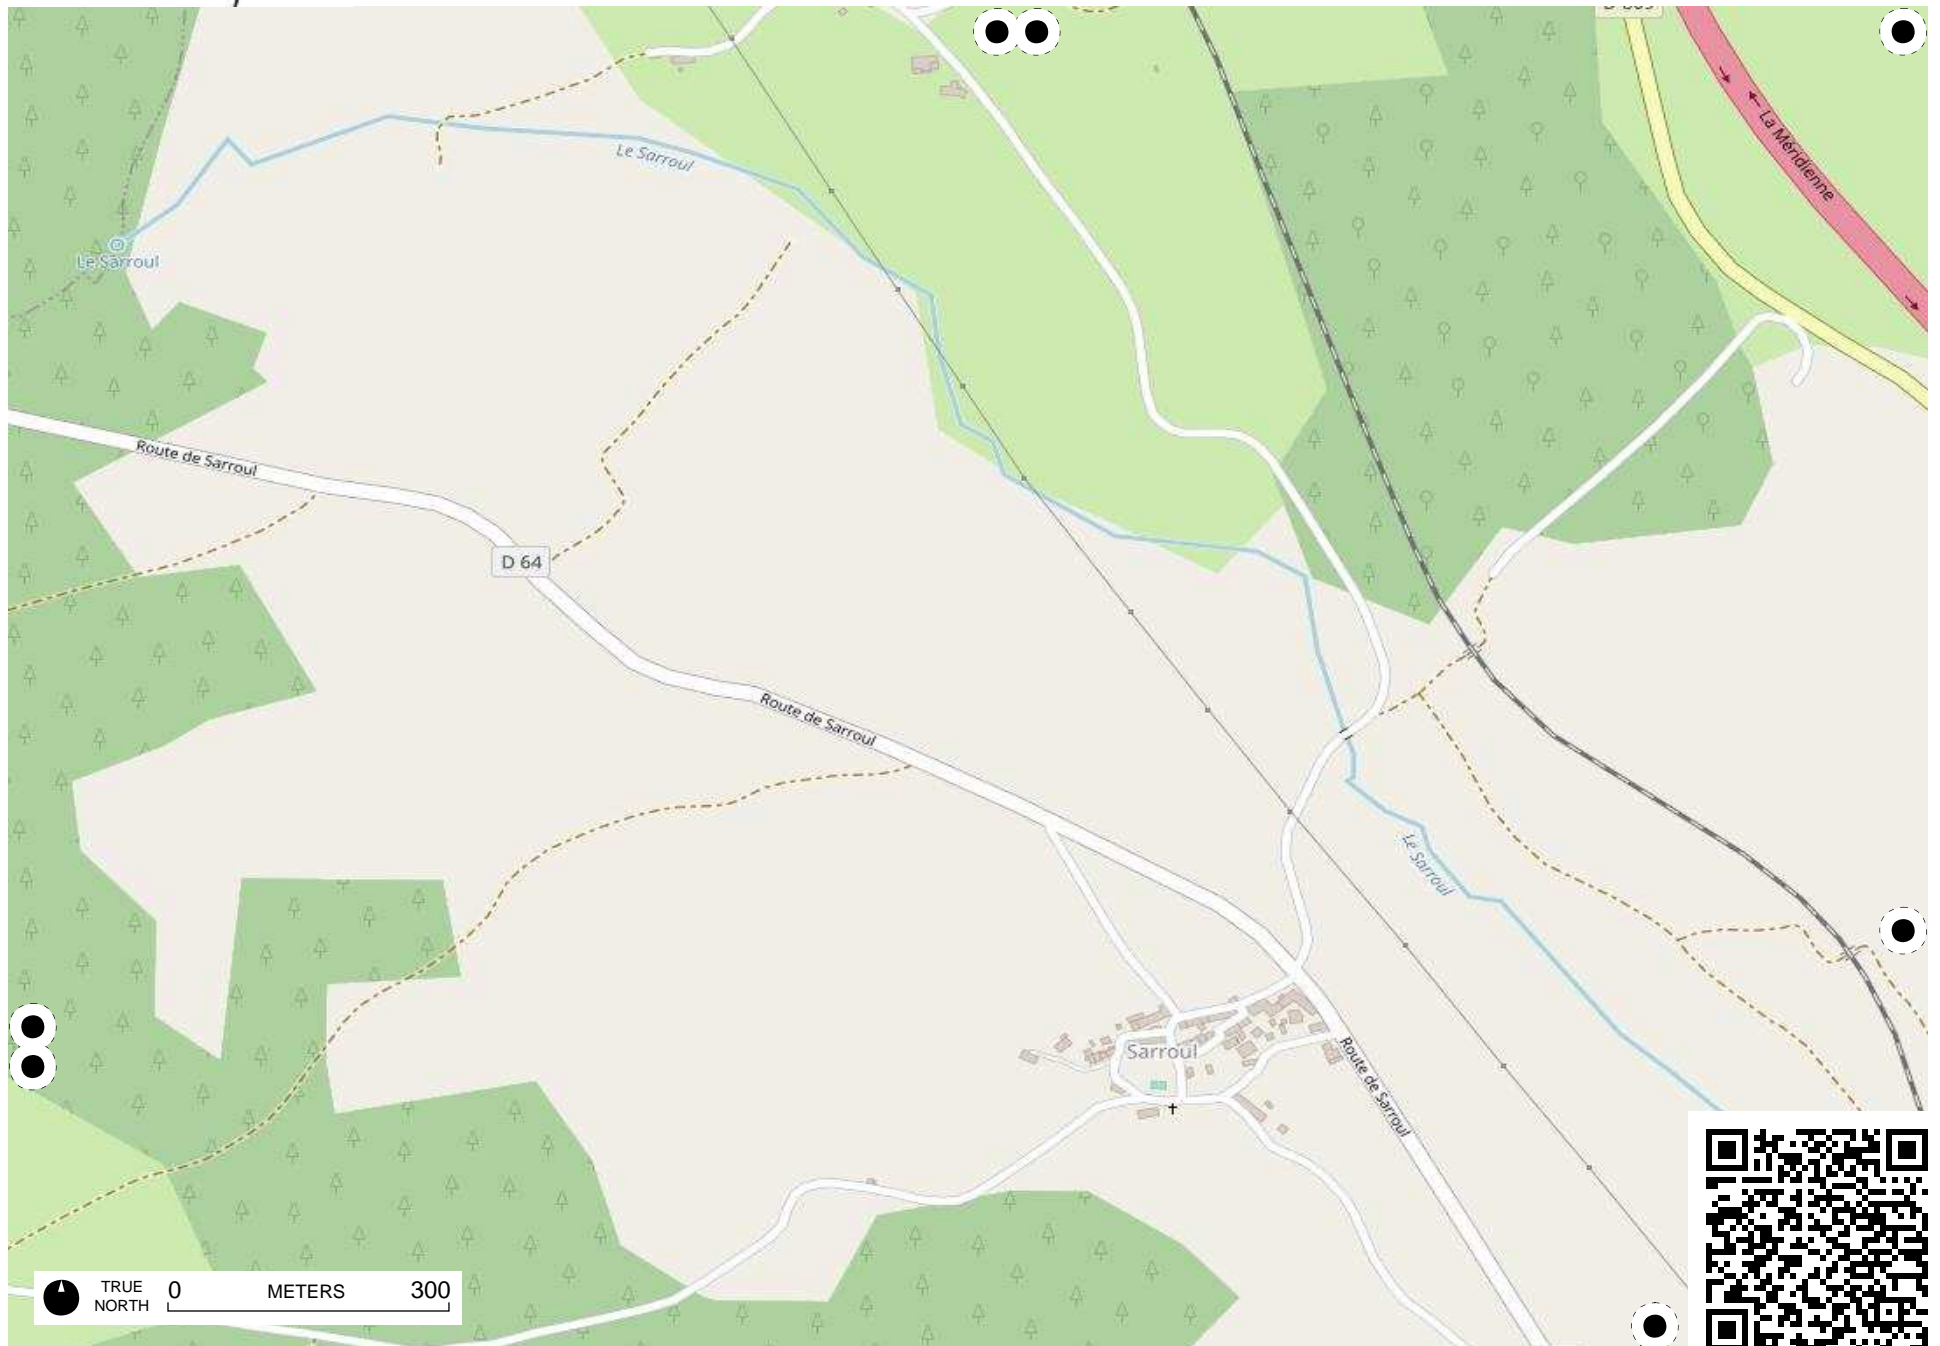 La Méridienne
Le Sarroul
Le Sarroul
Route de Sarroul
D 64
Route de Sarroul
Le Sarroul
Sarroul
Route de Sarroul
TRUE NORTH
0 METERS 300